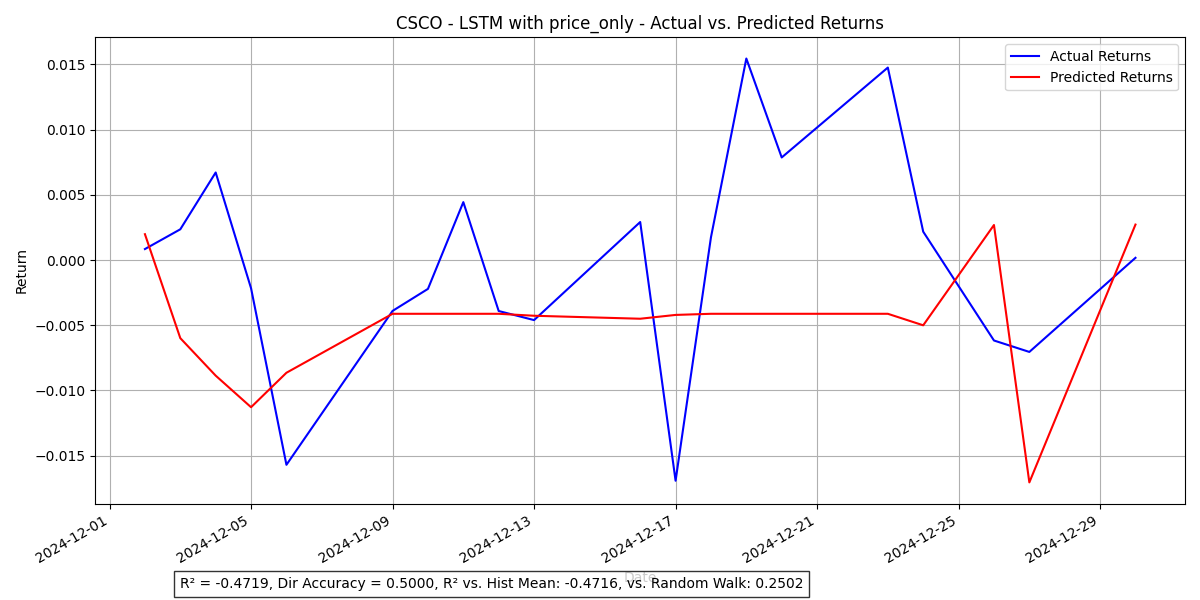 CSCO - LSTM with price_only - Actual vs. Predicted Returns
Actual Returns
Predicted Returns
Return
0.015
0.010
0.005
0.000
−0.005
−0.010
−0.015
2024-12-01
2024-12-05
2024-12-09
2024-12-13
2024-12-17
2024-12-21
2024-12-25
2024-12-29
Date
R² = -0.4719, Dir Accuracy = 0.5000, R² vs. Hist Mean: -0.4716, vs. Random Walk: 0.2502